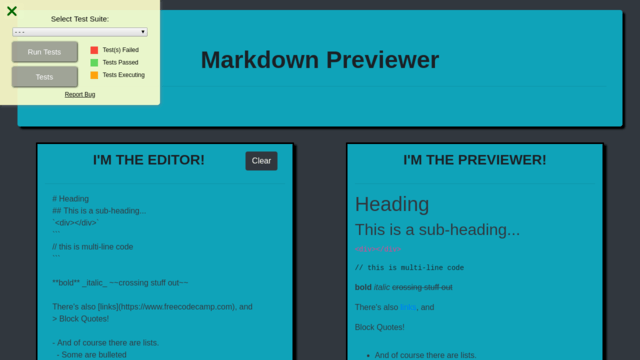 Select Test Suite:
- - -
Run Tests
Test(s) Failed
Tests Passed
Tests
Tests Executing
Report Bug
Markdown Previewer
I'M THE EDITOR!
Clear
# Heading
## This is a sub-heading...
`<div></div>`
```
// this is multi-line code
```
**bold** _italic_ ~~crossing stuff out~~
There's also [links](https://www.freecodecamp.com), and
> Block Quotes!
- And of course there are lists.
- Some are bulleted
I'M THE PREVIEWER!
Heading
This is a sub-heading...
<div></div>
// this is multi-line code
bold italic crossing stuff out
There's also links, and
Block Quotes!
• And of course there are lists.